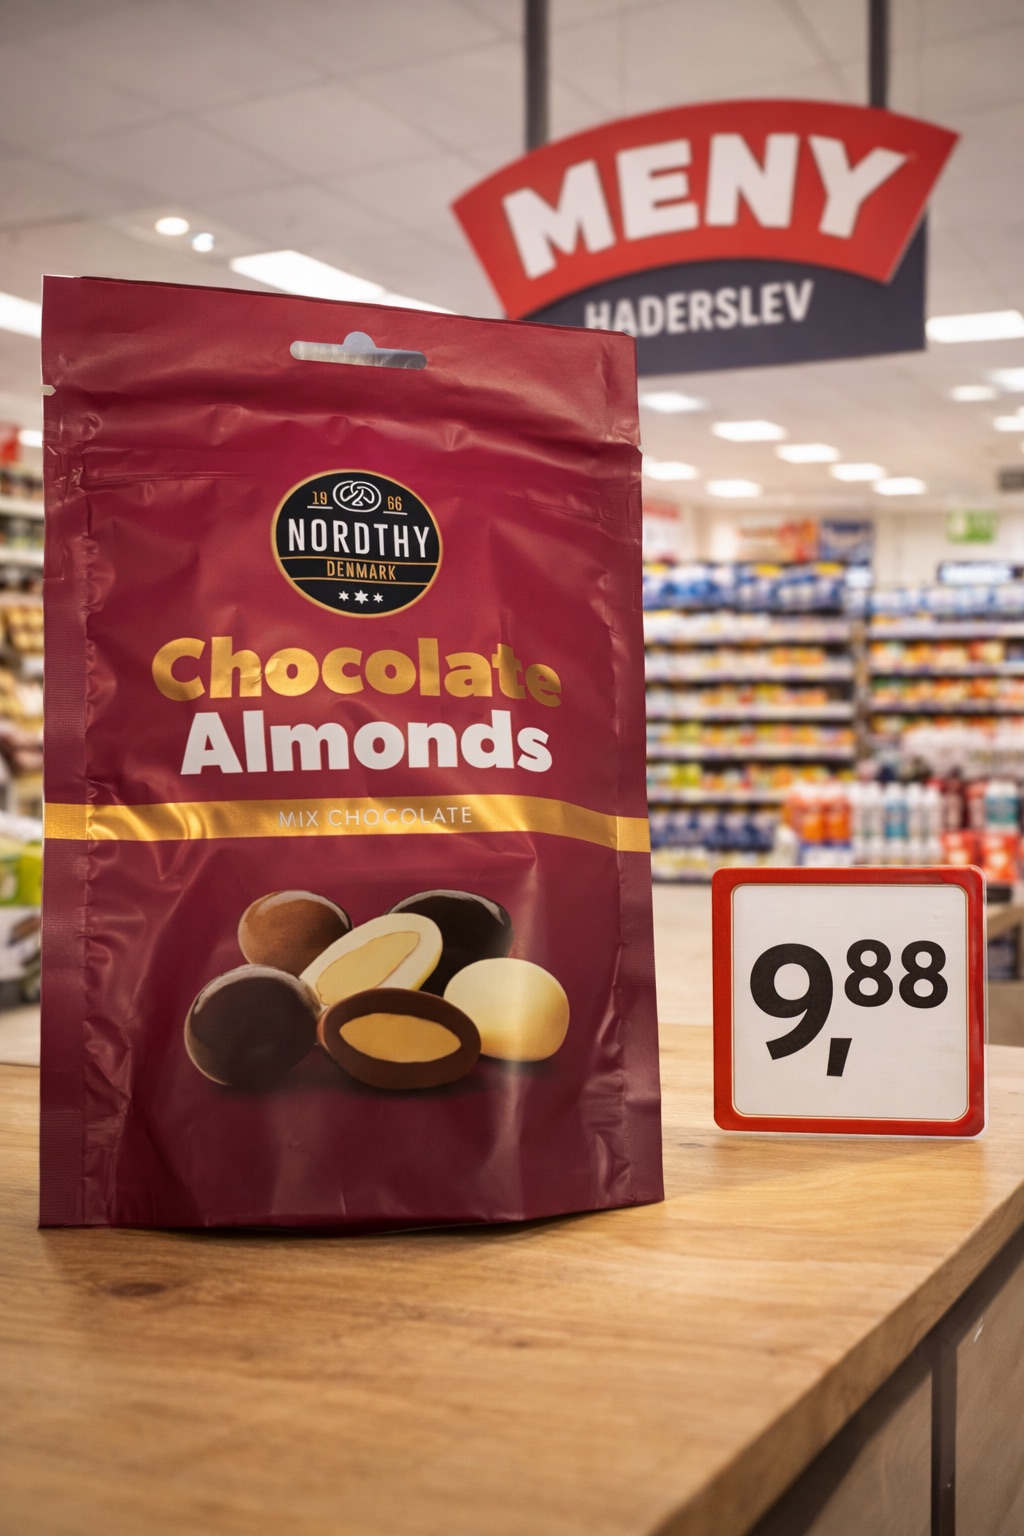 MENY
HADERSLEV
19 66
NORDTHY
DENMARK
Chocolate
Almonds
MIX CHOCOLATE
9,88